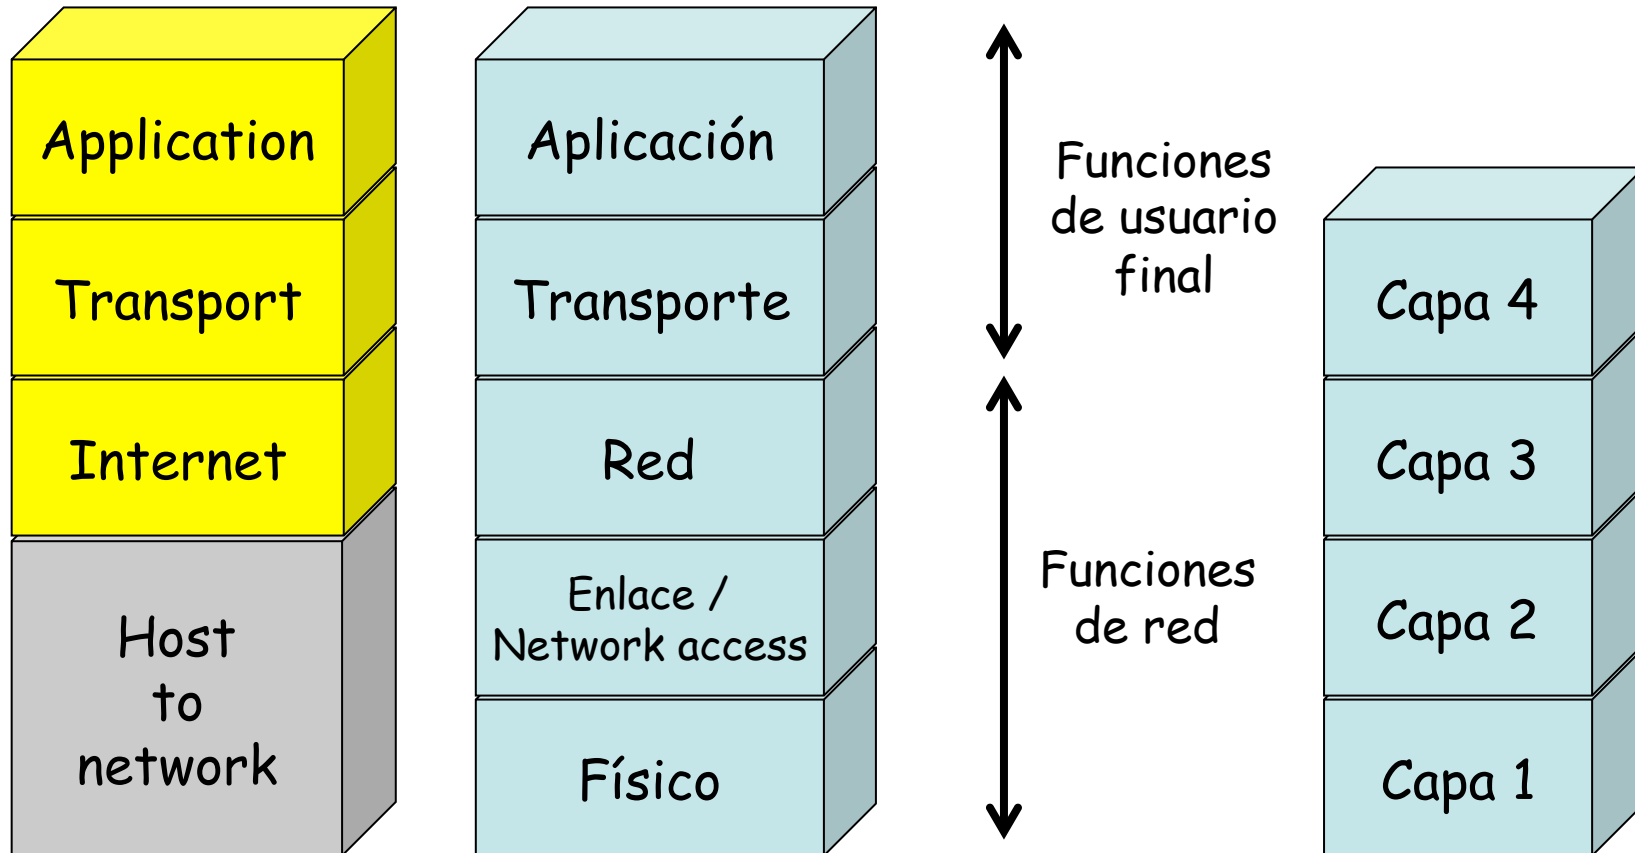 Application
Transport
Internet
Host
to
network
Aplicación
Transporte
Red
Enlace /
Network access
Físico
Funciones
de usuario
final
Funciones
de red
Capa 4
Capa 3
Capa 2
Capa 1